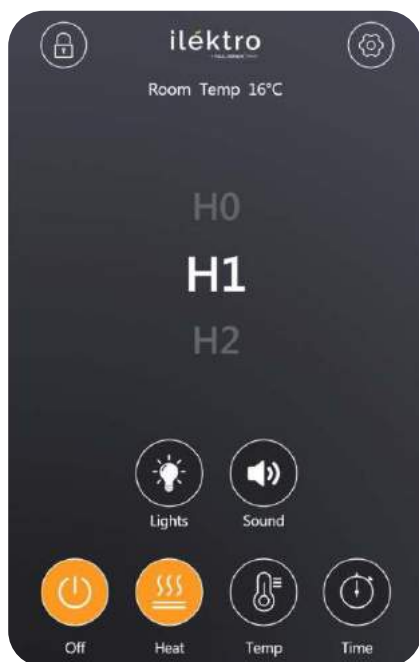 iléktro
Room Temp 16°C
H0
H1
H2
Lights
Sound
Off
Heat
Temp
Time